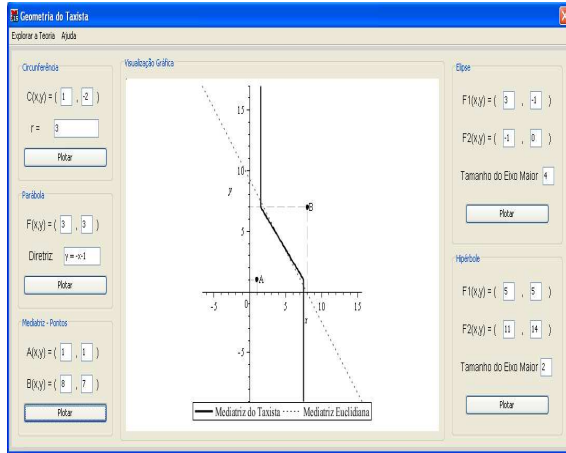 Geometria do Taxista
Explorar a Teoria Ajuda
Circunferência
C(x,y) = ( 1 , -2 )
r = 3
Plotar
Parábola
F(x,y) = ( 3 , 3 )
Diretriz y = -x-1
Plotar
Mediatriz - Pontos
A(x,y) = ( 1 , 1 )
B(x,y) = ( 8 , 7 )
Plotar
Visualização Gráfica
15
10
y
5
B
A
-5 0 5 10 15
x
-5
Mediatriz do Taxista Mediatriz Euclidiana
Elipse
F1(x,y) = ( 3 , -1 )
F2(x,y) = ( -1 , 0 )
Tamanho do Eixo Maior 4
Plotar
Hipérbole
F1(x,y) = ( 5 , 5 )
F2(x,y) = ( 11 , 14 )
Tamanho do Eixo Maior 2
Plotar